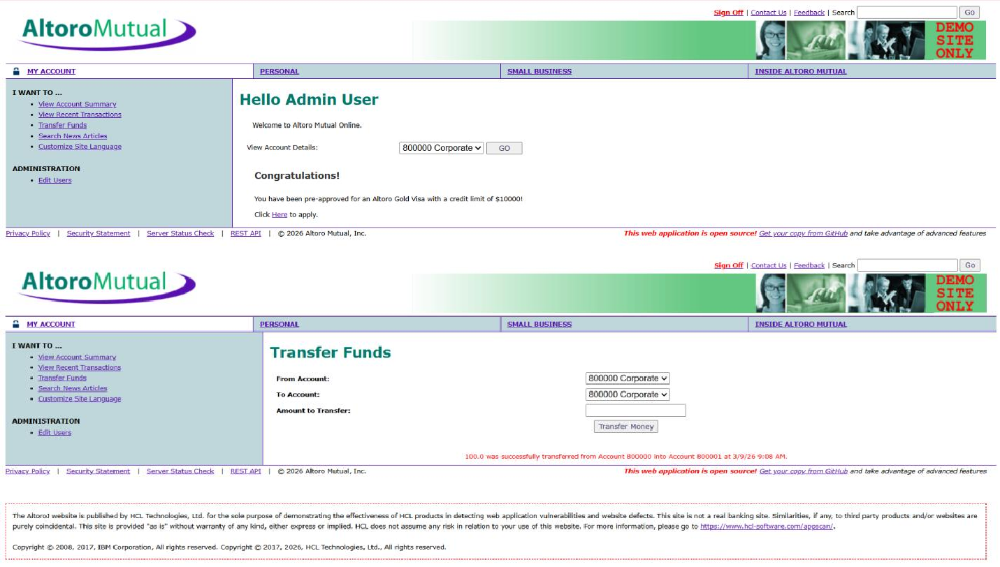 Sign Off | Contact Us | Feedback | Search Go
AltoroMutual
DEMO
SITE
ONLY
MY ACCOUNT PERSONAL SMALL BUSINESS INSIDE ALTORO MUTUAL
I WANT TO ...
View Account Summary
View Recent Transactions
Transfer Funds
Search News Articles
Customize Site Language
ADMINISTRATION
Edit Users
Hello Admin User
Welcome to Altoro Mutual Online.
View Account Details: 800000 Corporate GO
Congratulations!
You have been pre-approved for an Altoro Gold Visa with a credit limit of $10000!
Click Here to apply.
Privacy Policy | Security Statement | Server Status Check | REST API | © 2026 Altoro Mutual, Inc. This web application is open source! Get your copy from GitHub and take advantage of advanced features
Sign Off | Contact Us | Feedback | Search Go
AltoroMutual
DEMO
SITE
ONLY
MY ACCOUNT PERSONAL SMALL BUSINESS INSIDE ALTORO MUTUAL
I WANT TO ...
View Account Summary
View Recent Transactions
Transfer Funds
Search News Articles
Customize Site Language
ADMINISTRATION
Edit Users
Transfer Funds
From Account: 800000 Corporate
To Account: 800000 Corporate
Amount to Transfer:
Transfer Money
100.0 was successfully transferred from Account 800000 into Account 800001 at 3/9/26 9:08 AM.
Privacy Policy | Security Statement | Server Status Check | REST API | © 2026 Altoro Mutual, Inc. This web application is open source! Get your copy from GitHub and take advantage of advanced features
The AltoroJ website is published by HCL Technologies, Ltd. for the sole purpose of demonstrating the effectiveness of HCL products in detecting web application vulnerabilities and website defects. This site is not a real banking site. Similarities, if any, to third party products and/or websites are
purely coincidental. This site is provided "as is" without warranty of any kind, either express or implied. HCL does not assume any risk in relation to your use of this website. For more information, please go to https://www.hcl-software.com/appscan/.
Copyright © 2008, 2017, IBM Corporation, All rights reserved. Copyright © 2017, 2026, HCL Technologies, Ltd., All rights reserved.